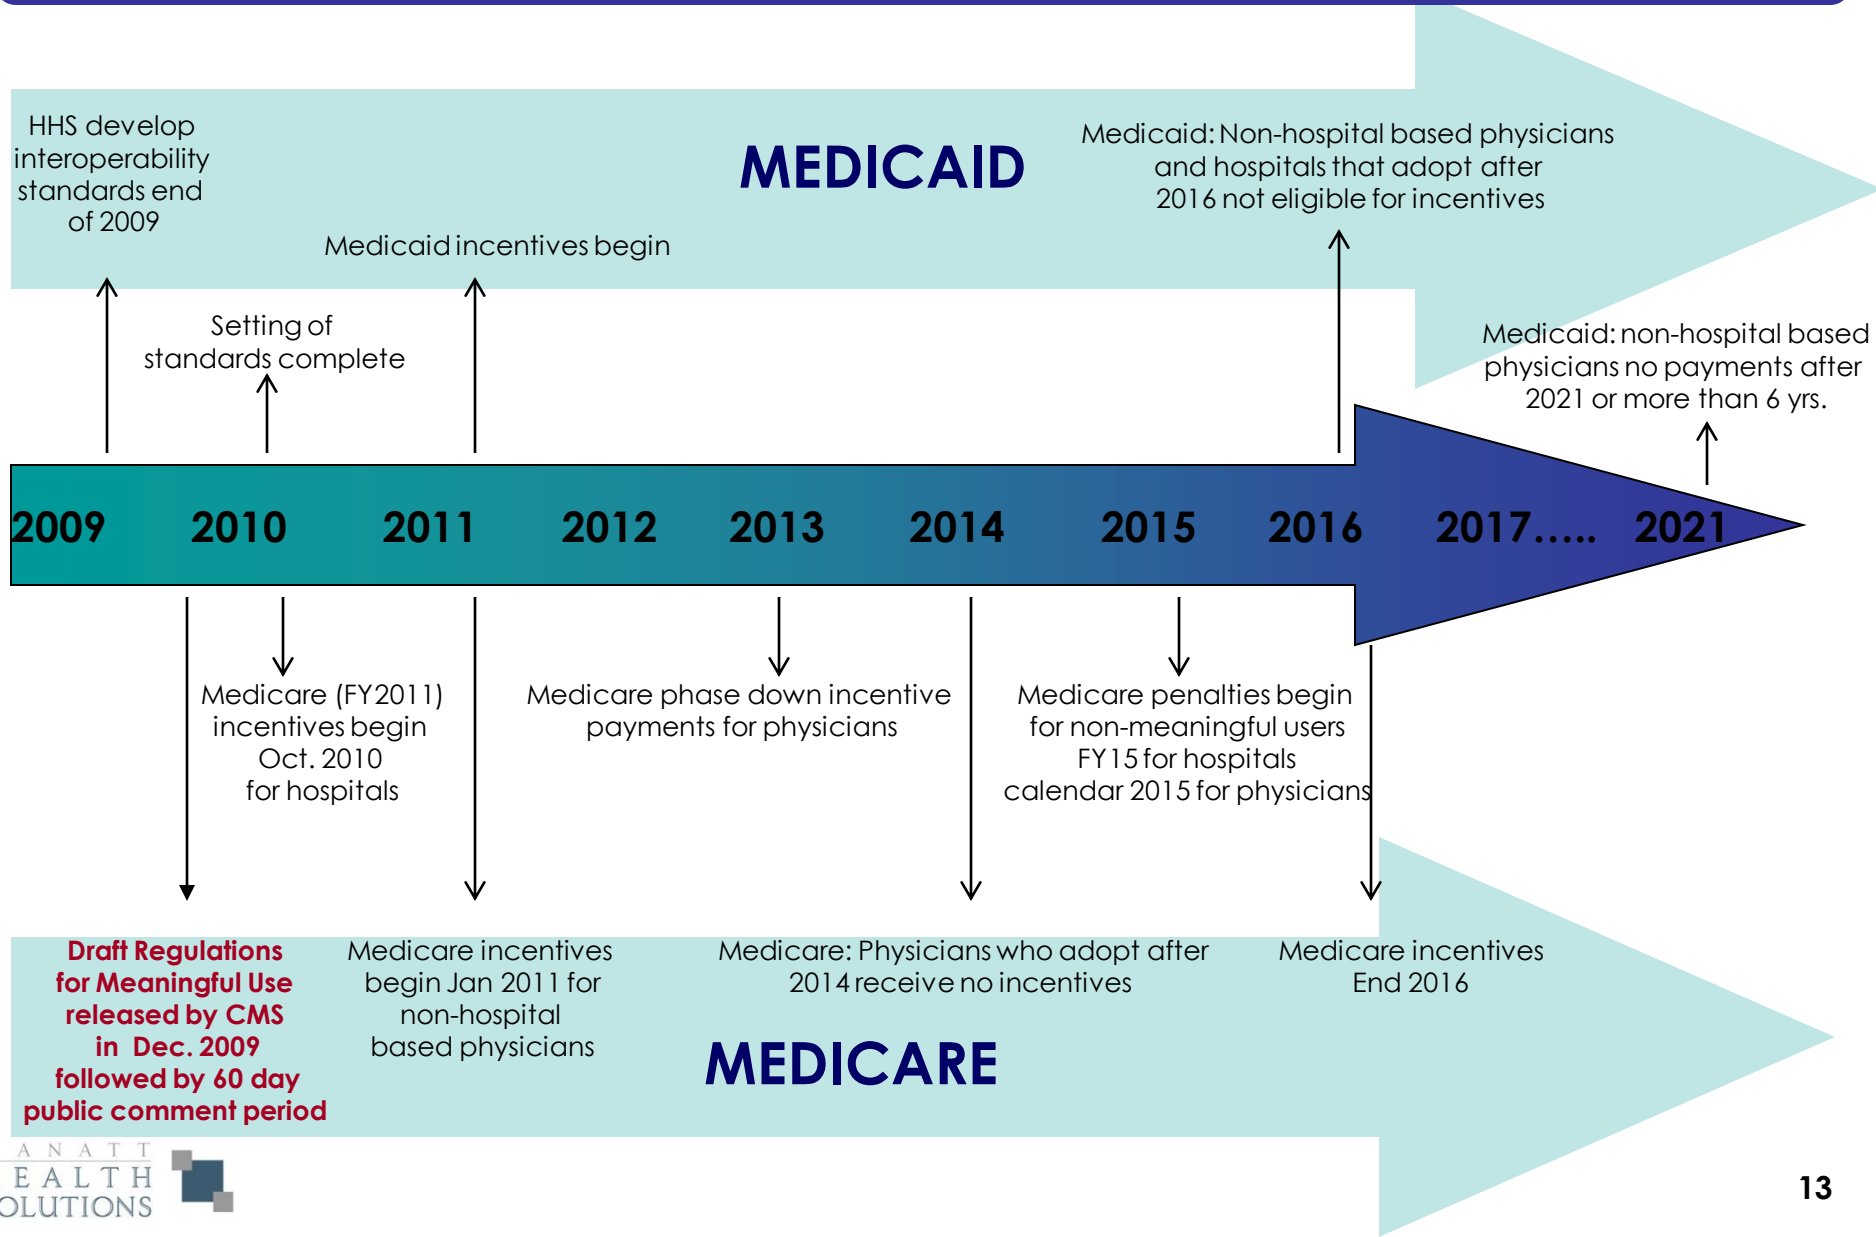 HHS develop
interoperability
standards end
of 2009
MEDICAID
Medicaid: Non-hospital based physicians
and hospitals that adopt after
2016 not eligible for incentives
Medicaid incentives begin
Setting of
standards complete
Medicaid: non-hospital based
physicians no payments after
2021 or more than 6 yrs.
2009 2010 2011 2012 2013 2014 2015 2016 2017..... 2021
Medicare (FY2011)
incentives begin
Oct. 2010
for hospitals
Medicare phase down incentive
payments for physicians
Medicare penalties begin
for non-meaningful users
FY15 for hospitals
calendar 2015 for physicians
Draft Regulations
for Meaningful Use
released by CMS
in Dec. 2009
followed by 60 day
public comment period
Medicare incentives
begin Jan 2011 for
non-hospital
based physicians
Medicare: Physicians who adopt after
2014 receive no incentives
Medicare incentives
End 2016
MEDICARE
ANATT
EALTH
OLUTIONS
13